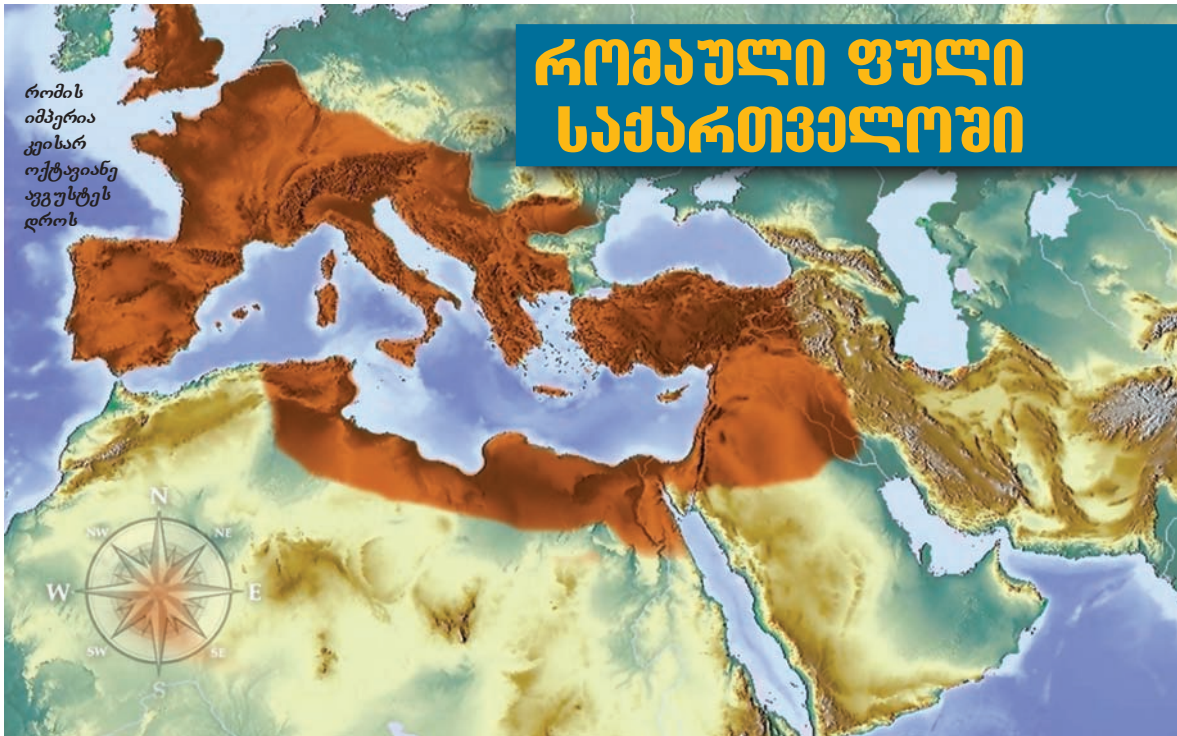 რომაული ფული
საქართველოში
რომის
იმპერია
კეისარ
ოქტავიანე
ავგუსტეს
დროს
N
NW
NE
W
E
SW
SE
S